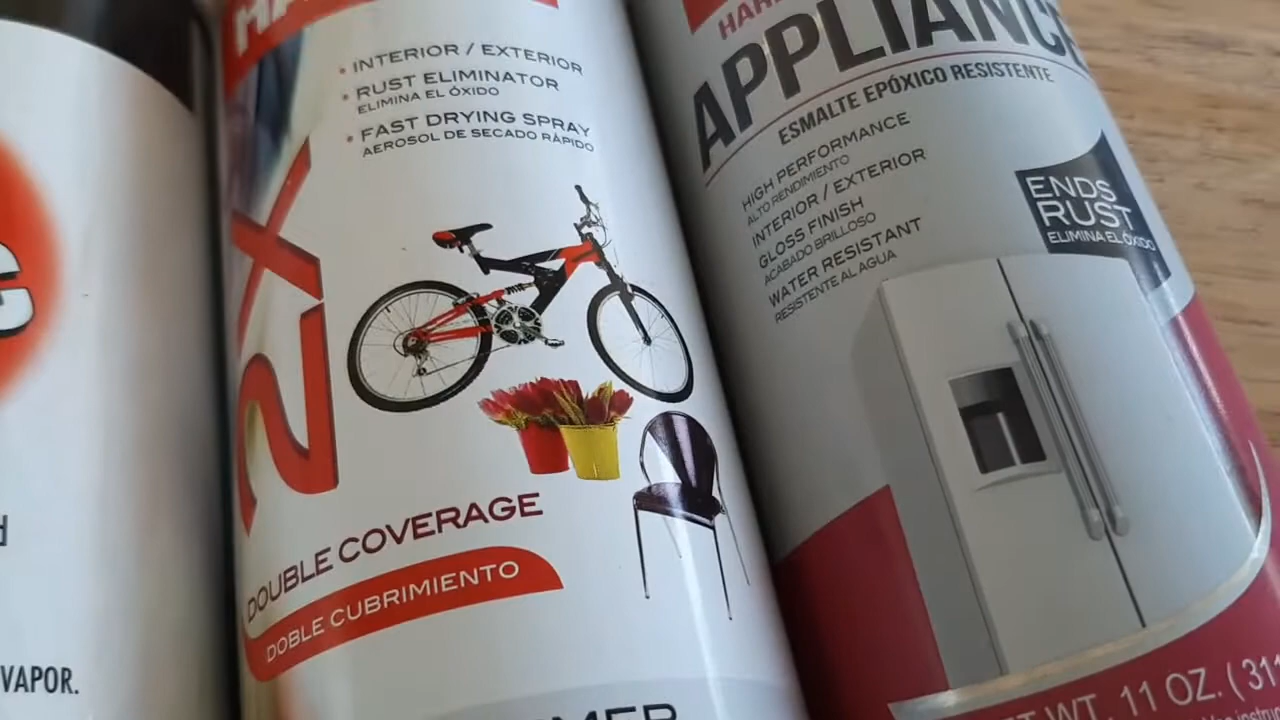 VAPOR.
• INTERIOR / EXTERIOR
• RUST ELIMINATOR
ELIMINA EL ÓXIDO
• FAST DRYING SPRAY
AEROSOL DE SECADO RÁPIDO
2X
DOUBLE COVERAGE
DOBLE CUBRIMIENTO
APPLIANCE
ESMALTE EPÓXICO RESISTENTE
HIGH PERFORMANCE
ALTO RENDIMIENTO
INTERIOR / EXTERIOR
GLOSS FINISH
ACABADO BRILLOSO
WATER RESISTANT
RESISTENTE AL AGUA
ENDS
RUST
ELIMINA EL ÓXIDO
WT. 11 OZ. (311